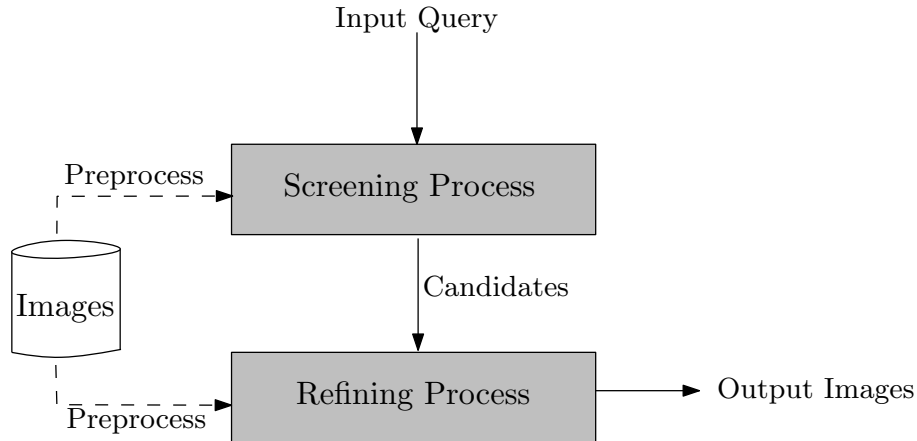 Input Query
Preprocess
Screening Process
Candidates
Images
Refining Process
Output Images
Preprocess